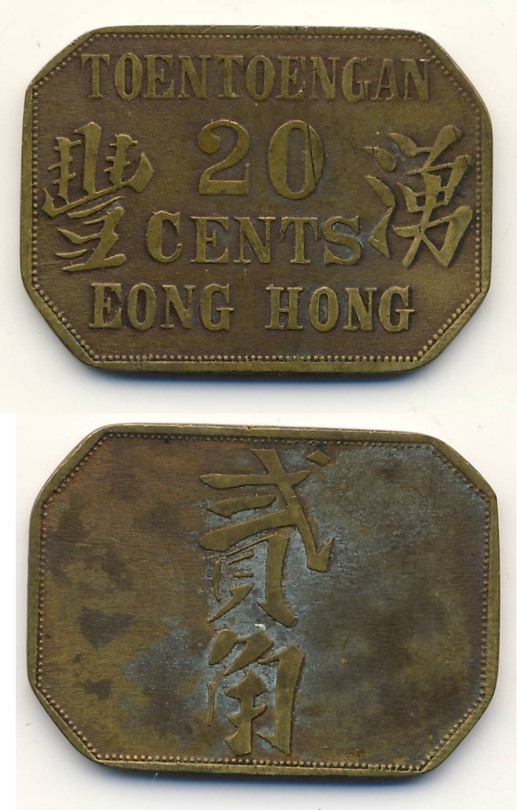 TOENTOENGAN
豐 20 湧
CENTS
EONG HONG
貳
角